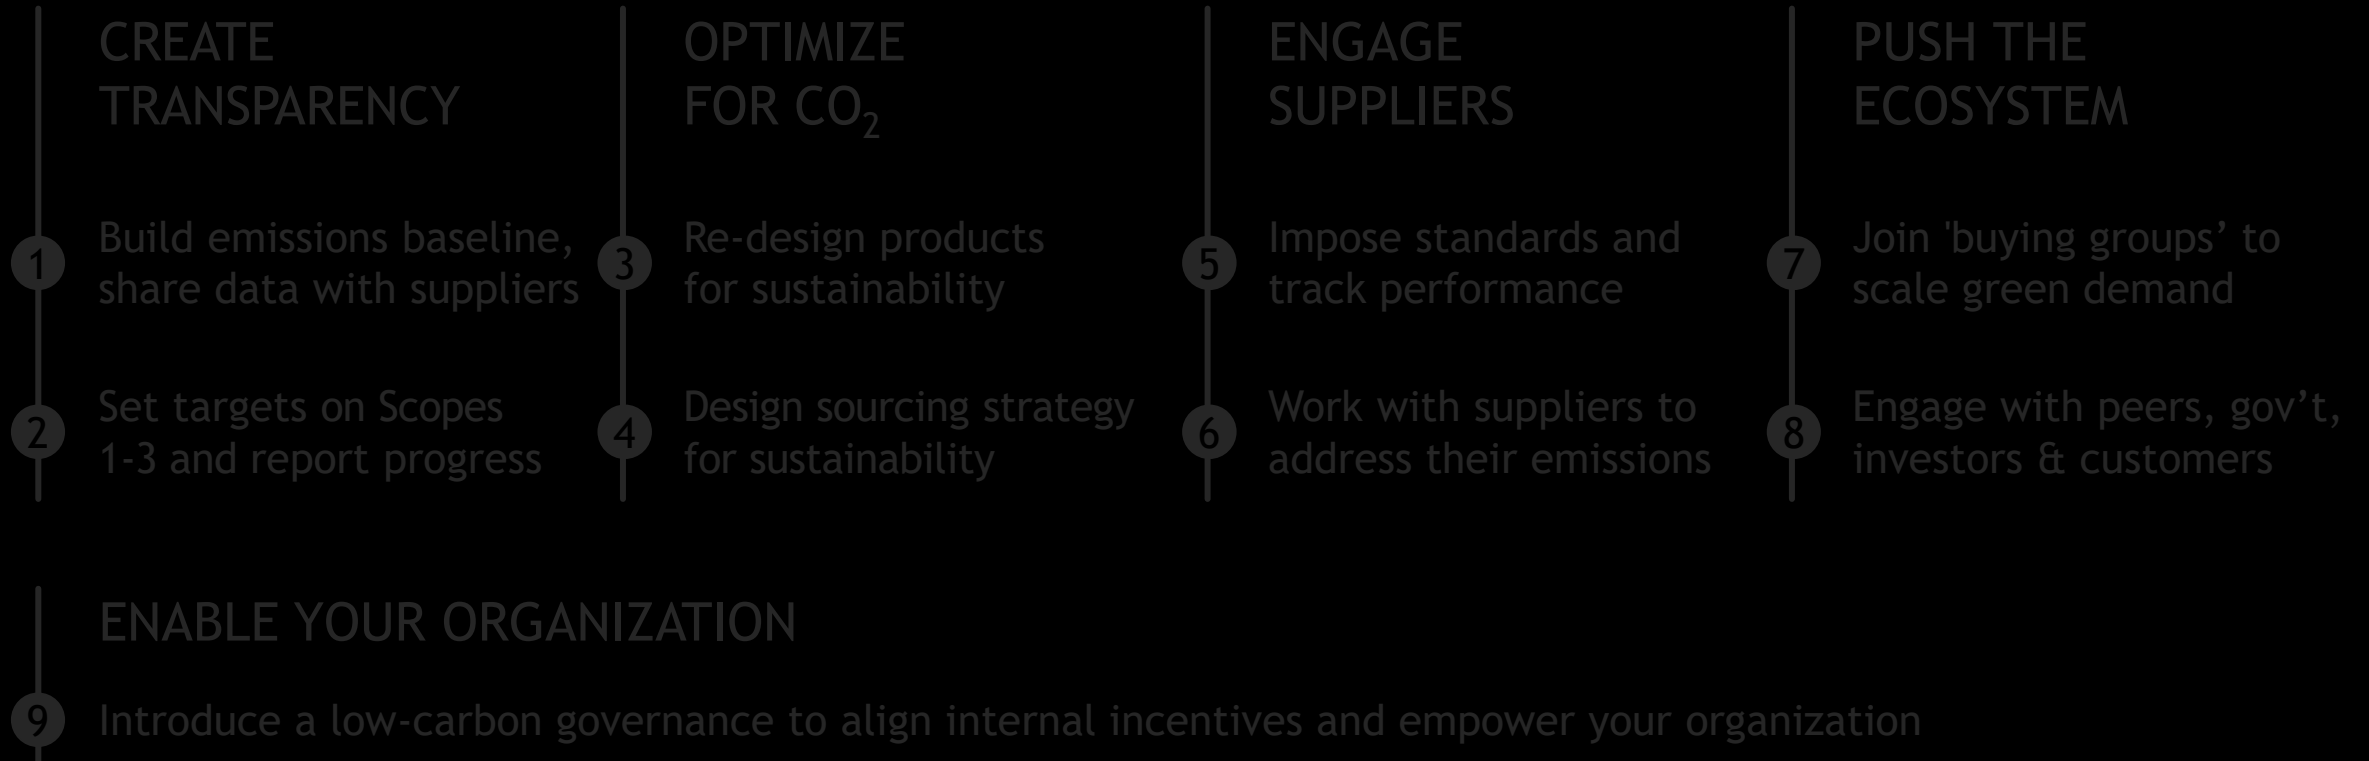 CREATE
TRANSPARENCY
1
Build emissions baseline,
share data with suppliers
2
Set targets on Scopes
1-3 and report progress
OPTIMIZE
FOR CO₂
3
Re-design products
for sustainability
4
Design sourcing strategy
for sustainability
ENGAGE
SUPPLIERS
5
Impose standards and
track performance
6
Work with suppliers to
address their emissions
PUSH THE
ECOSYSTEM
7
Join 'buying groups’ to
scale green demand
8
Engage with peers, gov’t,
investors & customers
ENABLE YOUR ORGANIZATION
9
Introduce a low-carbon governance to align internal incentives and empower your organization